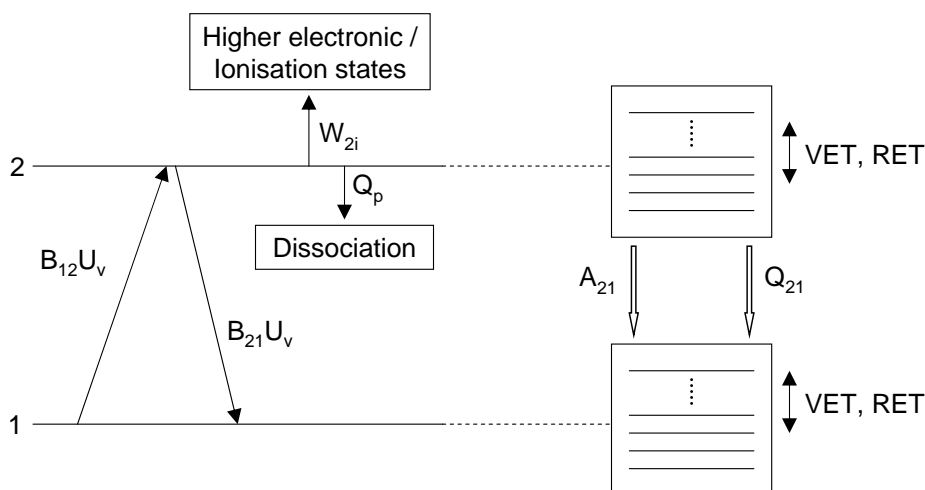 Higher electronic /
Ionisation states
W2i
VET, RET
2
Qp
Dissociation
B12Uv
A21
Q21
B21Uv
VET, RET
1